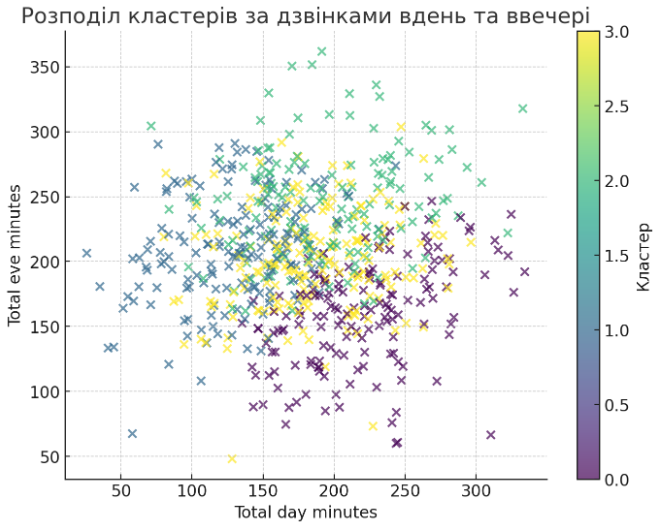 Розподіл кластерів за дзвінками вдень та ввечері
350
300
250
200
150
100
50
Total eve minutes
50 100 150 200 250 300
Total day minutes
3.0
2.5
2.0
1.5
1.0
0.5
0.0
Кластер